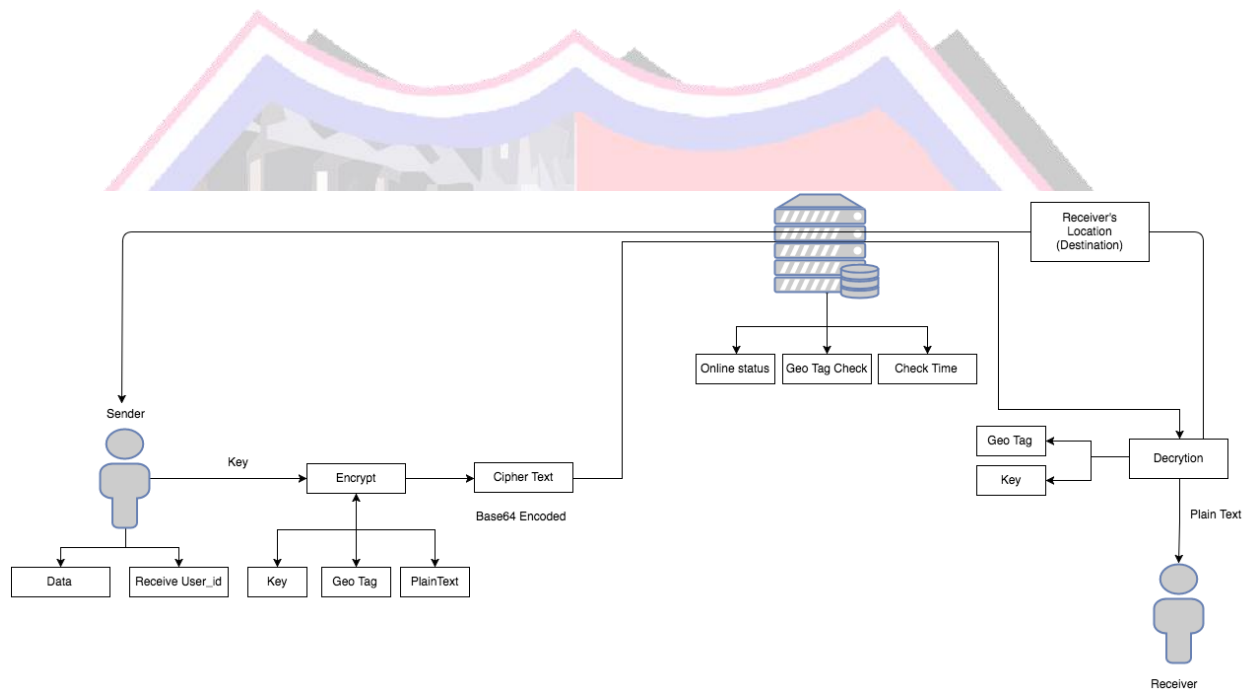 Receiver's
Location
(Destination)
Online status
Geo Tag Check
Check Time
Sender
Key
Encrypt
Cipher Text
Base64 Encoded
Geo Tag
Key
Decrytion
Plain Text
Data
Receive User_id
Key
Geo Tag
PlainText
Receiver